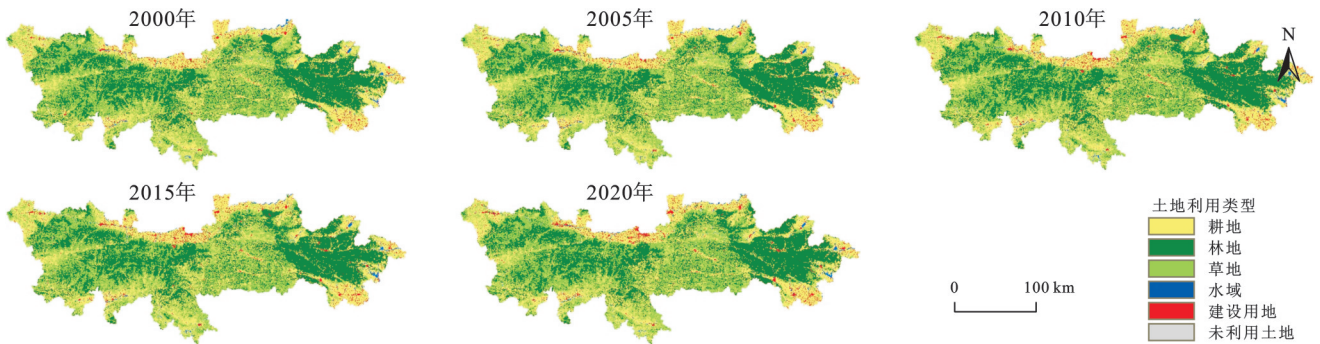 2000年
2005年
2010年
N
2015年
2020年
土地利用类型
耕地
林地
草地
水域
建设用地
未利用土地
0 100 km